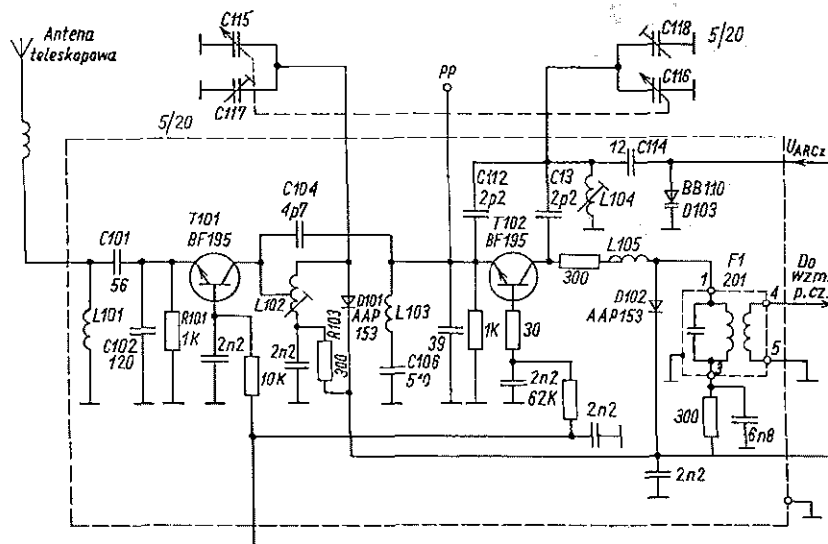 Antena
teleskopowa
C115
C117
5/20
PP
C118
5/20
C116
12
C114
UARCz
C112
2p2
C13
2p2
L104
BB110
D103
C104
4p7
T101
BF195
T102
BF195
C101
56
L105
300
F1
201
Do
wzm.
p.cz.
1
4
5
3
L101
C102
120
R101
1K
2n2
10K
L102
2n2
R103
300
D101
AAP
153
L103
C106
39
1K
30
2n2
62K
2n2
D102
AAP153
300
6n8
2n2